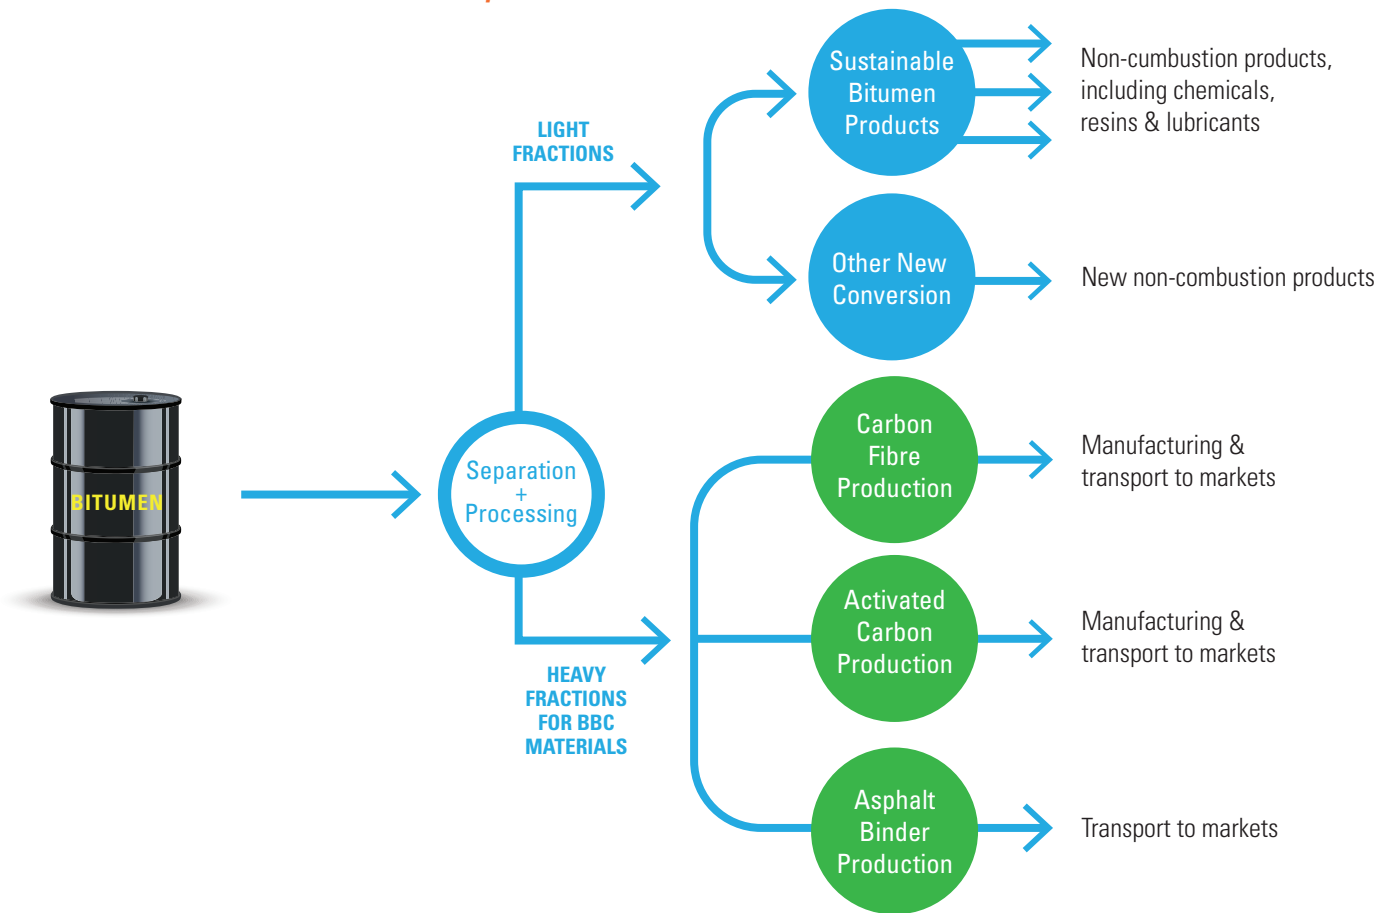 Sustainable
Bitumen
Products
Non-cumbustion products,
including chemicals,
resins & lubricants
LIGHT
FRACTIONS
Other New
Conversion
New non-combustion products
BITUMEN
Separation
+
Processing
Carbon
Fibre
Production
Manufacturing &
transport to markets
Activated
Carbon
Production
Manufacturing &
transport to markets
HEAVY
FRACTIONS
FOR BBC
MATERIALS
Asphalt
Binder
Production
Transport to markets